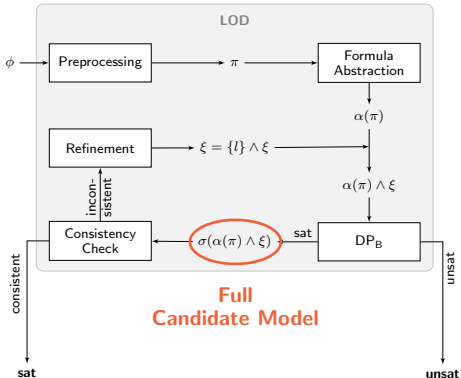 LOD
ϕ
Preprocessing
π
Formula
Abstraction
α(π)
Refinement
ξ = {l} ∧ ξ
α(π) ∧ ξ
incon-
sistent
Consistency
Check
σ(α(π) ∧ ξ)
sat
DP_B
consistent
unsat
Full
Candidate Model
sat
unsat